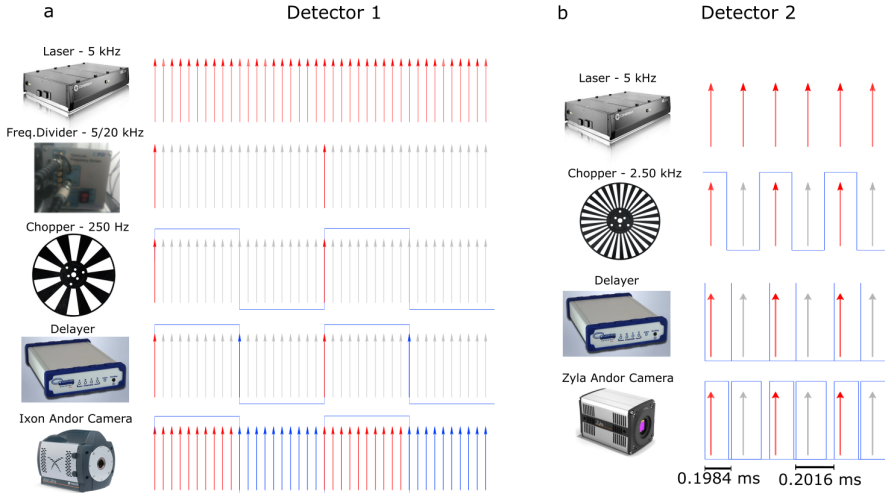 a
Detector 1
Laser - 5 kHz
Freq.Divider - 5/20 kHz
Chopper - 250 Hz
Delayer
Ixon Andor Camera
b
Detector 2
Laser - 5 kHz
Chopper - 2.50 kHz
Delayer
Zyla Andor Camera
0.1984 ms
0.2016 ms